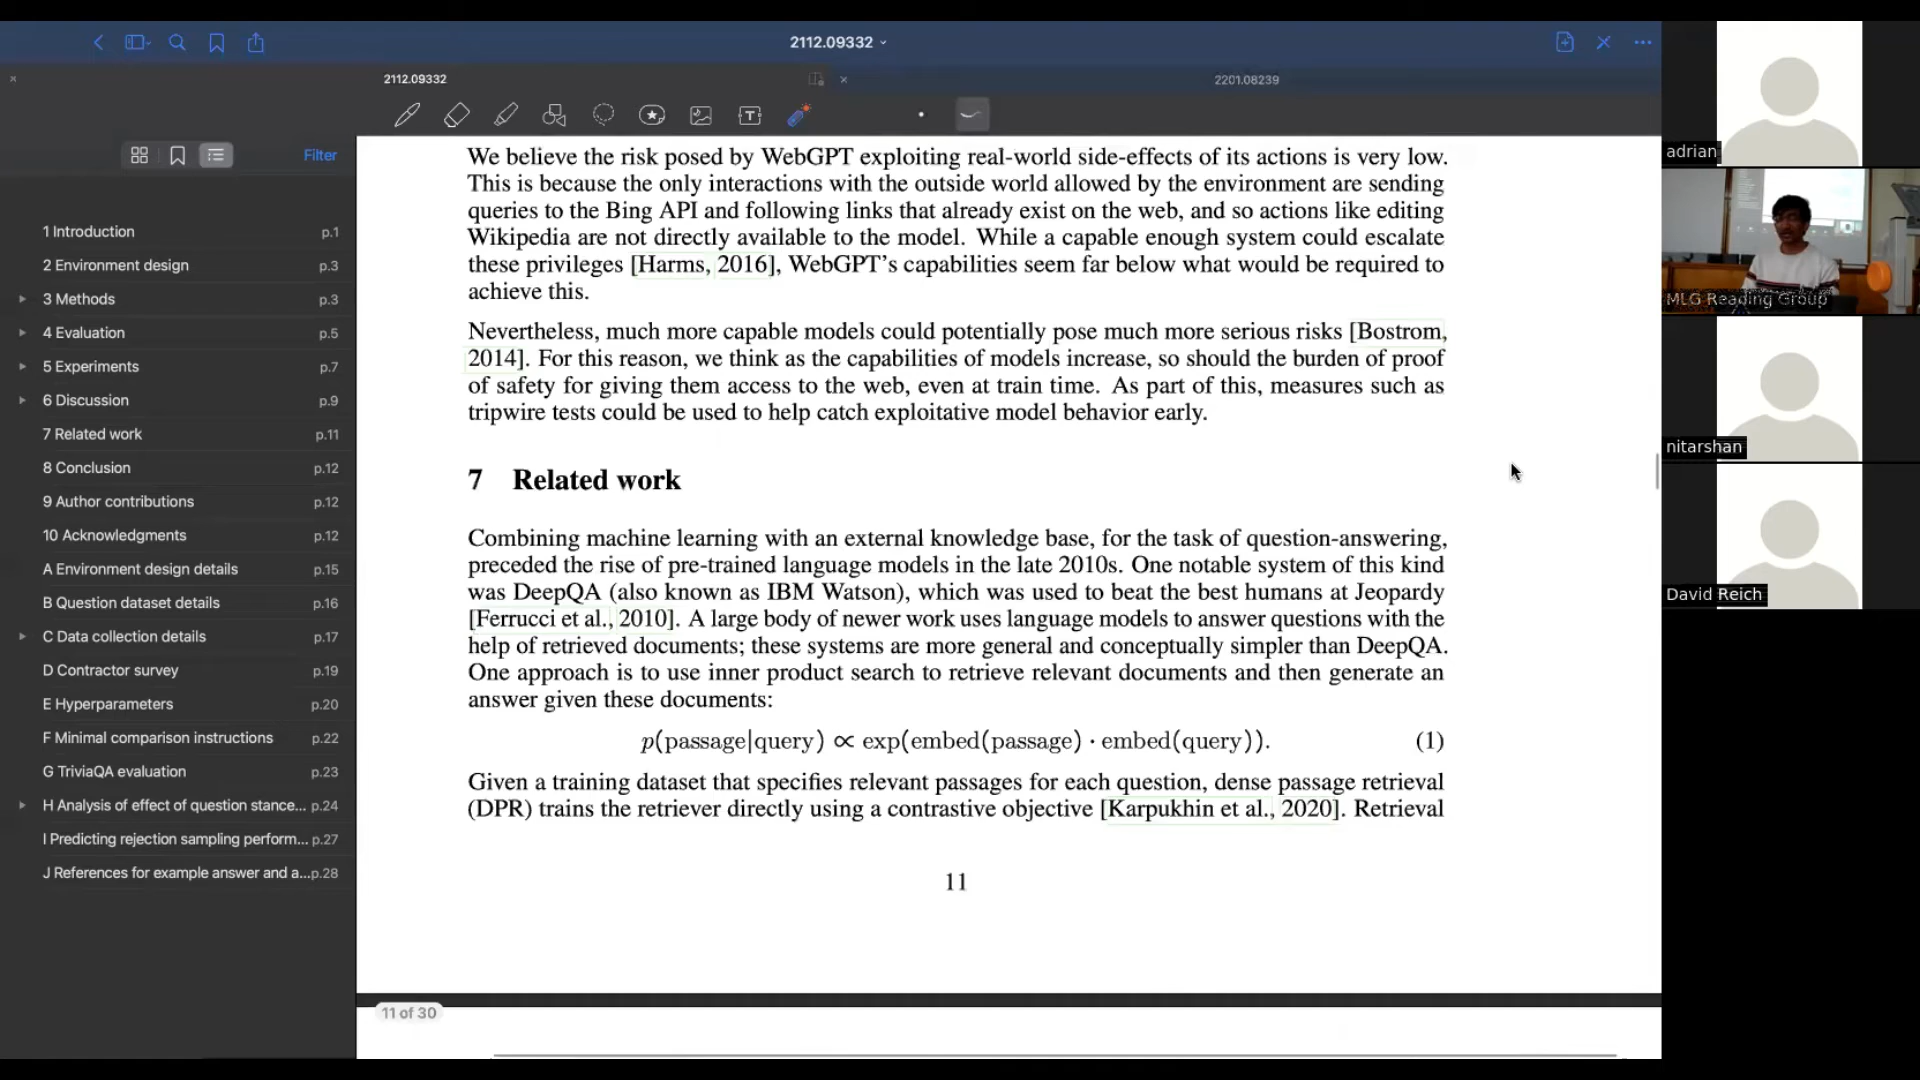 2112.09332
2112.09332
2201.08239
Filter
1 Introduction p.1
2 Environment design p.3
3 Methods p.3
4 Evaluation p.5
5 Experiments p.7
6 Discussion p.9
7 Related work p.11
8 Conclusion p.12
9 Author contributions p.12
10 Acknowledgments p.12
A Environment design details p.15
B Question dataset details p.16
C Data collection details p.17
D Contractor survey p.19
E Hyperparameters p.20
F Minimal comparison instructions p.22
G TriviaQA evaluation p.23
H Analysis of effect of question stance... p.24
I Predicting rejection sampling perform... p.27
J References for example answer and a...p.28
We believe the risk posed by WebGPT exploiting real-world side-effects of its actions is very low.
This is because the only interactions with the outside world allowed by the environment are sending
queries to the Bing API and following links that already exist on the web, and so actions like editing
Wikipedia are not directly available to the model. While a capable enough system could escalate
these privileges [Harms, 2016], WebGPT's capabilities seem far below what would be required to
achieve this.
Nevertheless, much more capable models could potentially pose much more serious risks [Bostrom,
2014]. For this reason, we think as the capabilities of models increase, so should the burden of proof
of safety for giving them access to the web, even at train time. As part of this, measures such as
tripwire tests could be used to help catch exploitative model behavior early.
7 Related work
Combining machine learning with an external knowledge base, for the task of question-answering,
preceded the rise of pre-trained language models in the late 2010s. One notable system of this kind
was DeepQA (also known as IBM Watson), which was used to beat the best humans at Jeopardy
[Ferrucci et al., 2010]. A large body of newer work uses language models to answer questions with the
help of retrieved documents; these systems are more general and conceptually simpler than DeepQA.
One approach is to use inner product search to retrieve relevant documents and then generate an
answer given these documents:
p(passage|query) ∝ exp(embed(passage) · embed(query)). (1)
Given a training dataset that specifies relevant passages for each question, dense passage retrieval
(DPR) trains the retriever directly using a contrastive objective [Karpukhin et al., 2020]. Retrieval
11
11 of 30
adrian
MLG Reading Group
nitarshan
David Reich